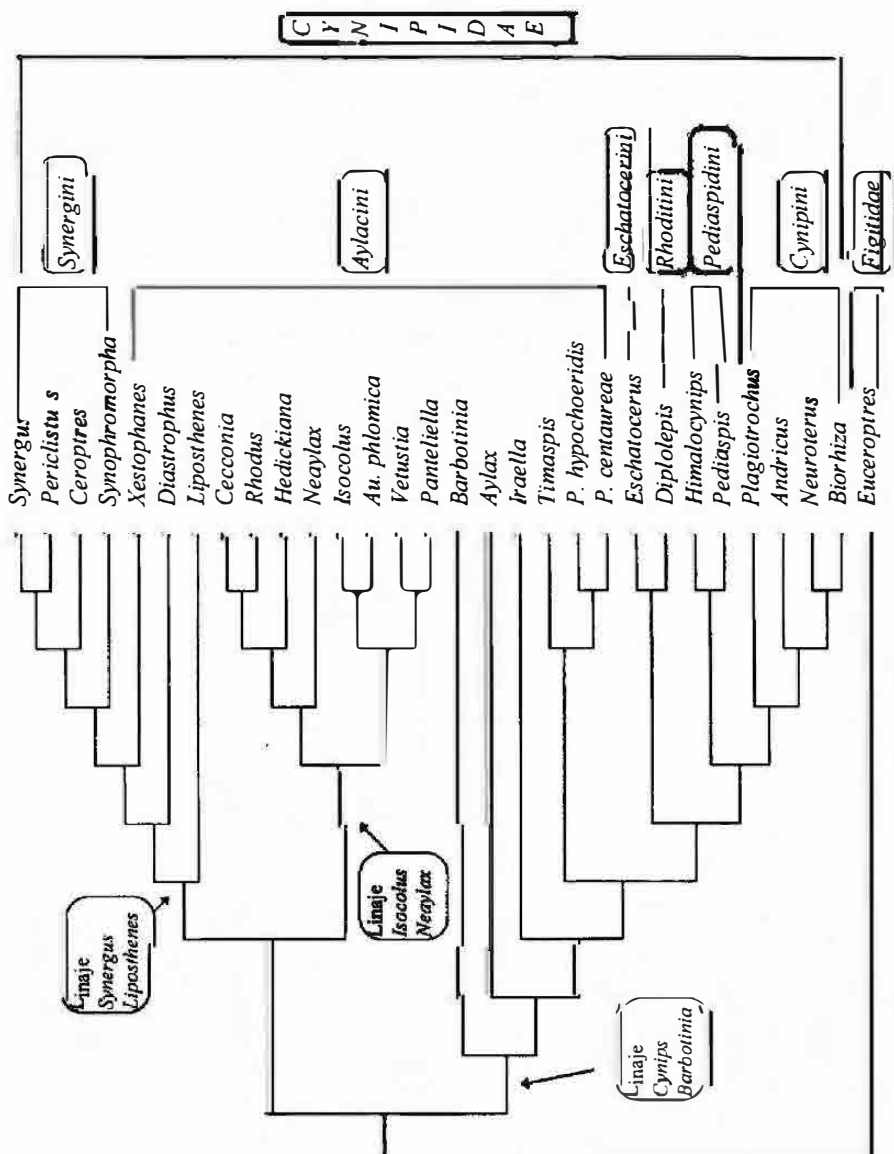 CYNIPIDAE
Synergini
Aylacini
Eschatocerini
Rhoditini
Pediaspidini
Cynipini
Figitidae
Synergus
Periclistu s
Ceroptres
Synophromorpha
Xestophanes
Diastrophus
Liposthenes
Cecconia
Rhodus
Hedickiana
Neaylax
Isocolus
Au. phlomica
Vetustia
Panteliella
Barbotinia
Aylax
Iraella
Timaspis
P. hypochoeridis
P. centaureae
Eschatocerus
Diplolepis
Himalocynips
Pediaspis
Plagiotrochus
Andricus
Neuroterus
Biorhiza
Euceroptres
Linaje
Synergus
Liposthenes
Linaje
Isocolus
Neaylax
Linaje
Cynips
Barbotinia